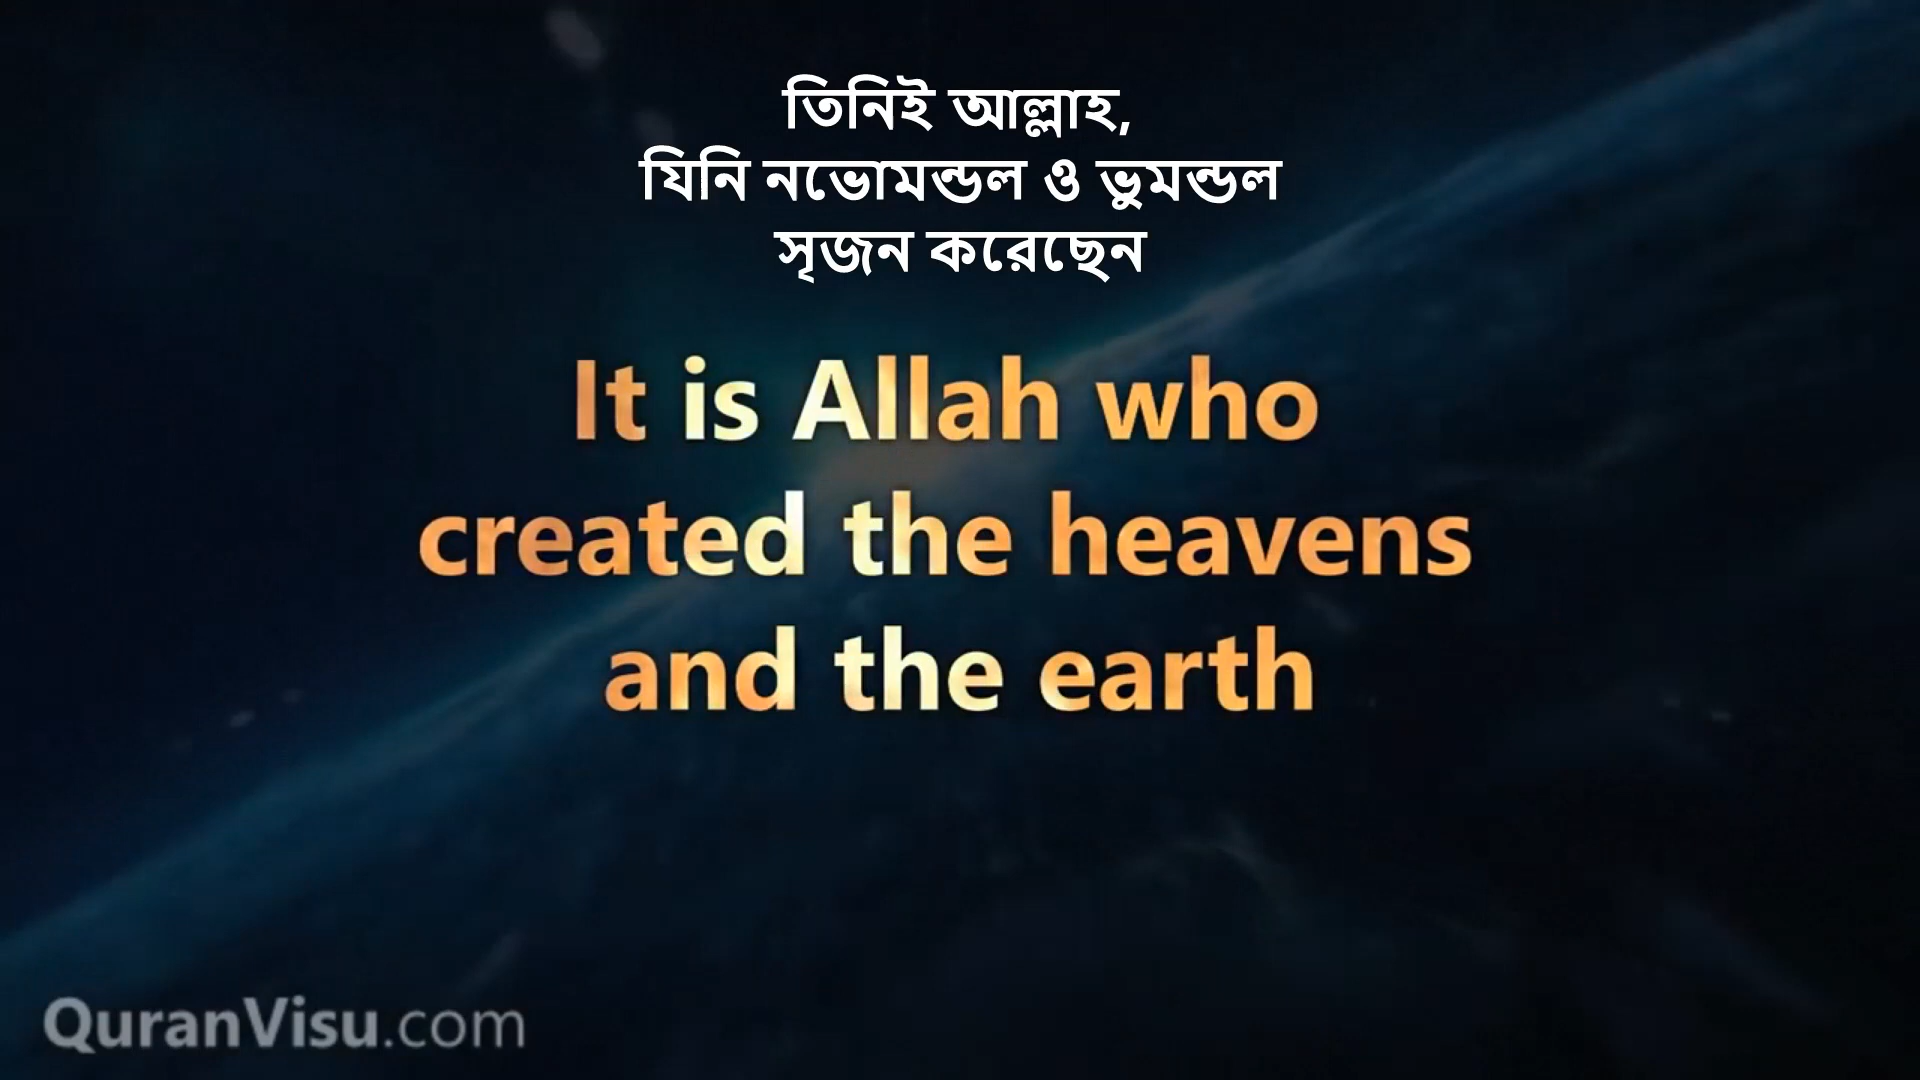 তিনিই আল্লাহ,
যিনি নভোমন্ডল ও ভুমন্ডল
সৃজন করেছেন
It is Allah who
created the heavens
and the earth
QuranVisu.com